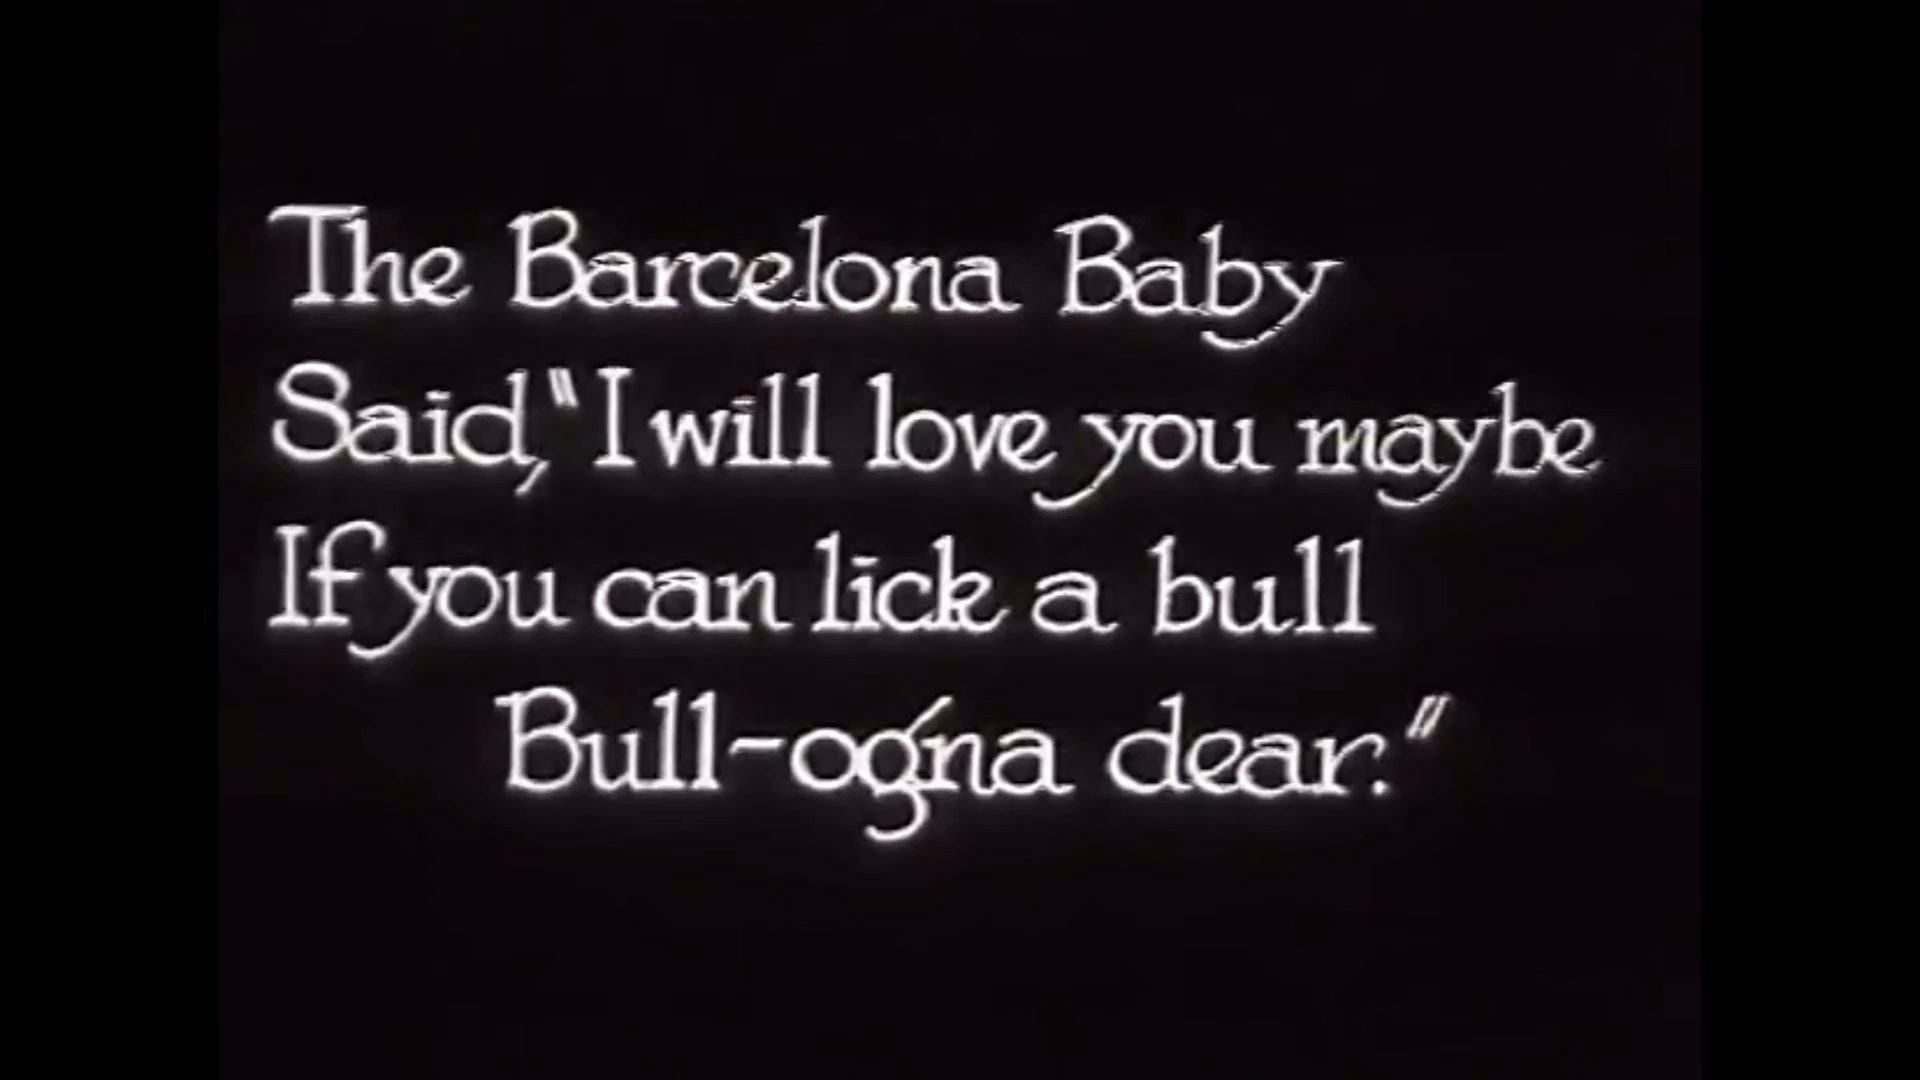 The Barcelona Baby
Said, "I will love you maybe
If you can lick a bull
Bull-ogna dear."